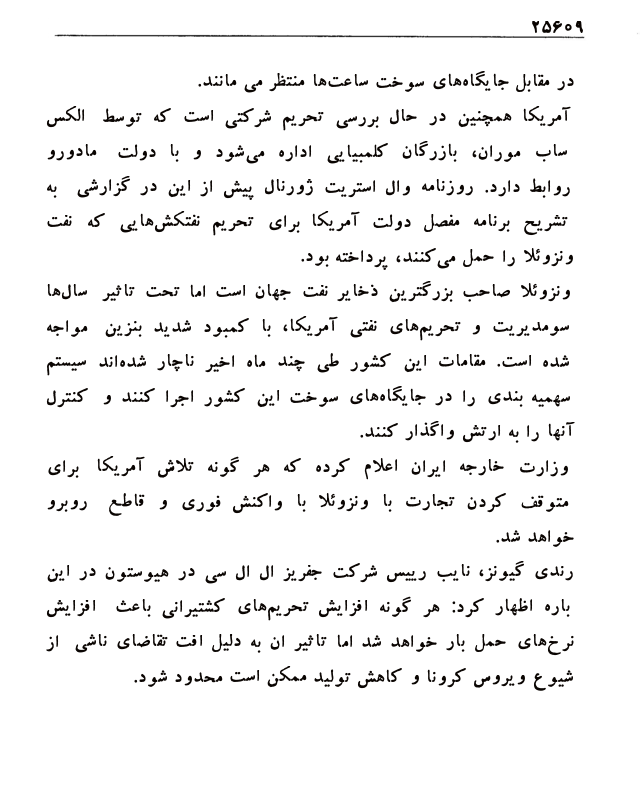 ۲۵۶۰۹
در مقابل جایگاه‌های سوخت ساعت‌ها منتظر می مانند.
آمریکا همچنین در حال بررسی تحریم شرکتی است که توسط الکس
ساب موران، بازرگان کلمبیایی اداره می‌شود و با دولت مادورو
روابط دارد. روزنامه وال استریت ژورنال پیش از این در گزارشی به
تشریح برنامه مفصل دولت آمریکا برای تحریم نفتکش‌هایی که نفت
ونزوئلا را حمل می‌کنند، پرداخته بود.
ونزوئلا صاحب بزرگترین ذخایر نفت جهان است اما تحت تاثیر سال‌ها
سومدیریت و تحریم‌های نفتی آمریکا، با کمبود شدید بنزین مواجه
شده است. مقامات این کشور طی چند ماه اخیر ناچار شده‌اند سیستم
سهمیه بندی را در جایگاه‌های سوخت این کشور اجرا کنند و کنترل
آنها را به ارتش واگذار کنند.
وزارت خارجه ایران اعلام کرده که هر گونه تلاش آمریکا برای
متوقف کردن تجارت با ونزوئلا با واکنش فوری و قاطع روبرو
خواهد شد.
رندی گیونز، نایب رییس شرکت جفریز ال ال سی در هیوستون در این
باره اظهار کرد: هر گونه افزایش تحریم‌های کشتیرانی باعث افزایش
نرخ‌های حمل بار خواهد شد اما تاثیر ان به دلیل افت تقاضای ناشی از
شیوع ویروس کرونا و کاهش تولید ممکن است محدود شود.